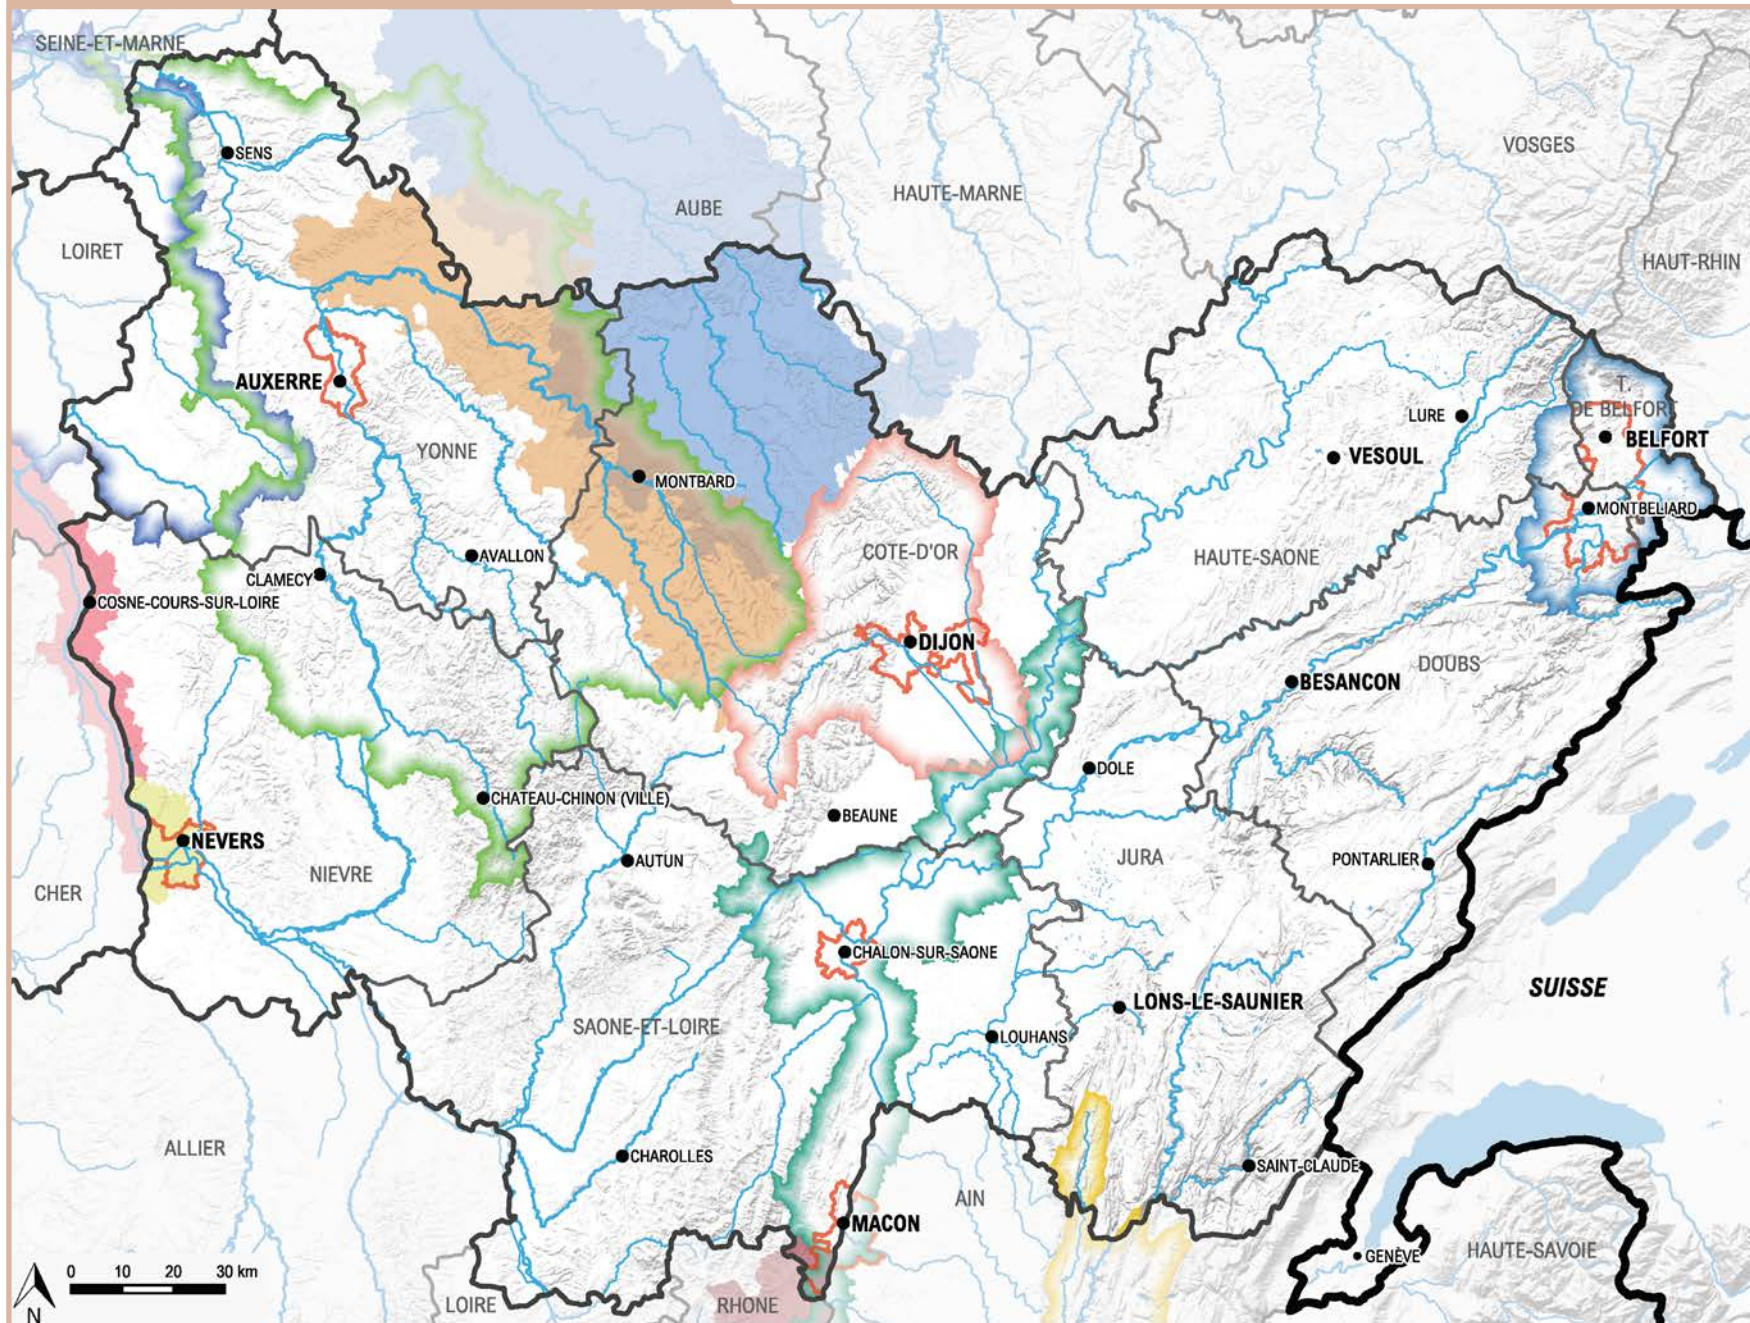 SEINE-ET-MARNE
SENS
VOSGES
HAUTE-MARNE
AUBE
LOIRET
HAUT-RHIN
AUXERRE
T.
DE BELFORT
LURE
BELFORT
YONNE
VESOUL
MONTBARD
MONTBELIARD
COTE-D'OR
AVALLON
HAUTE-SAONE
CLAMECY
COSNE-COURS-SUR-LOIRE
DIJON
DOUBS
BESANCON
DOLE
CHATEAU-CHINON (VILLE)
BEAUNE
NEVERS
AUTUN
JURA
PONTARLIER
NIEVRE
CHER
CHALON-SUR-SAONE
SUISSE
LONS-LE-SAUNIER
SAONE-ET-LOIRE
LOUHANS
ALLIER
CHAROLLES
SAINT-CLAUDE
AIN
MACON
HAUTE-SAVOIE
GENÈVE
0 10 20 30 km
LOIRE
RHONE
N